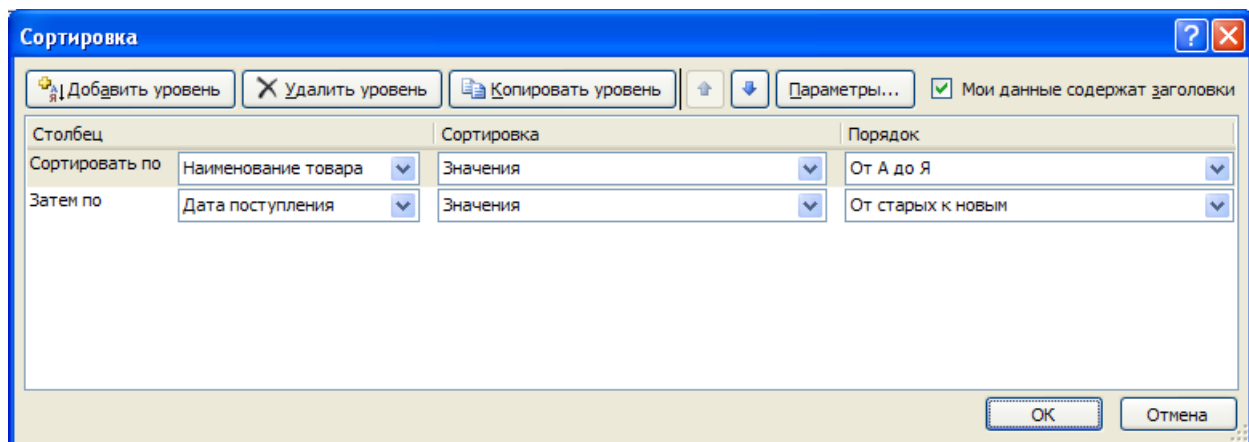 Сортировка
Добавить уровень Удалить уровень Копировать уровень Параметры... Мои данные содержат заголовки
Столбец Сортировка Порядок
Сортировать по Наименование товара Значения От А до Я
Затем по Дата поступления Значения От старых к новым
ОК Отмена